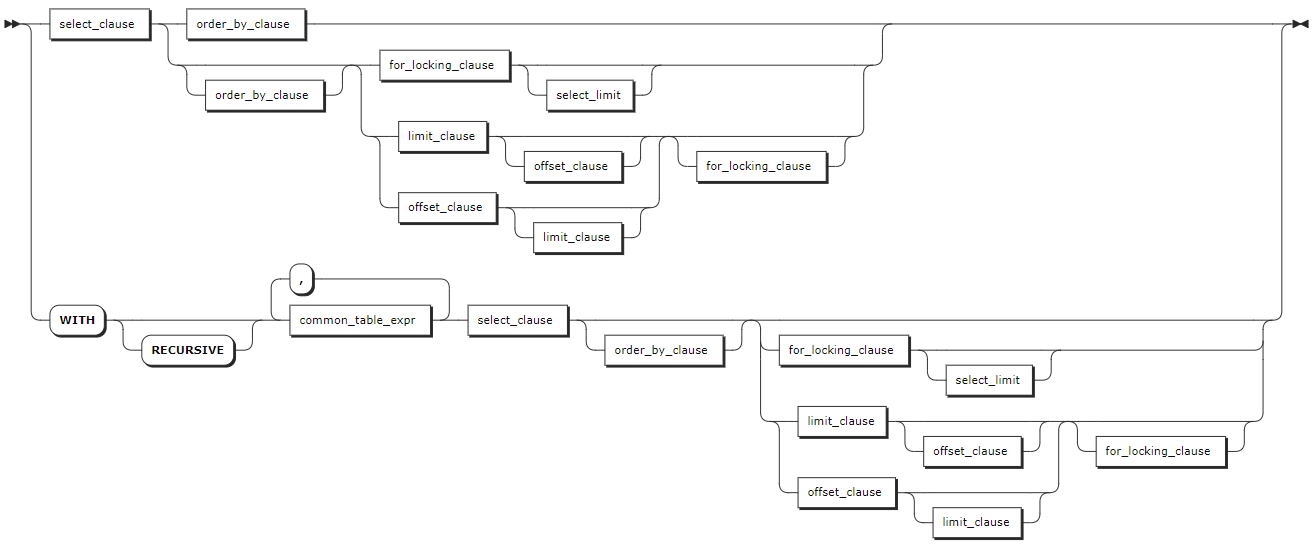 select_clause order_by_clause
for_locking_clause
order_by_clause select_limit
limit_clause
offset_clause for_locking_clause
offset_clause
limit_clause
,
WITH common_table_expr select_clause
RECURSIVE order_by_clause for_locking_clause
select_limit
limit_clause
offset_clause for_locking_clause
offset_clause
limit_clause